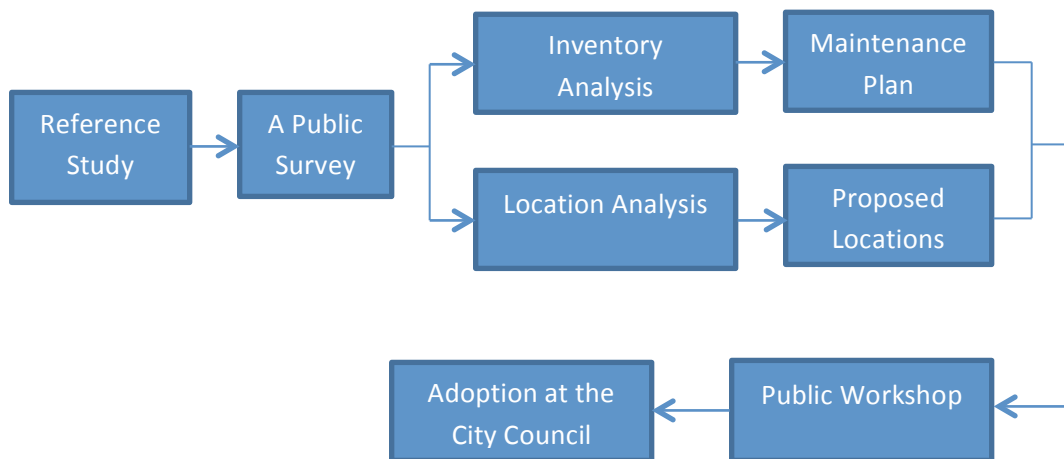 Reference
Study
A Public
Survey
Inventory
Analysis
Maintenance
Plan
Location Analysis
Proposed
Locations
Public Workshop
Adoption at the
City Council